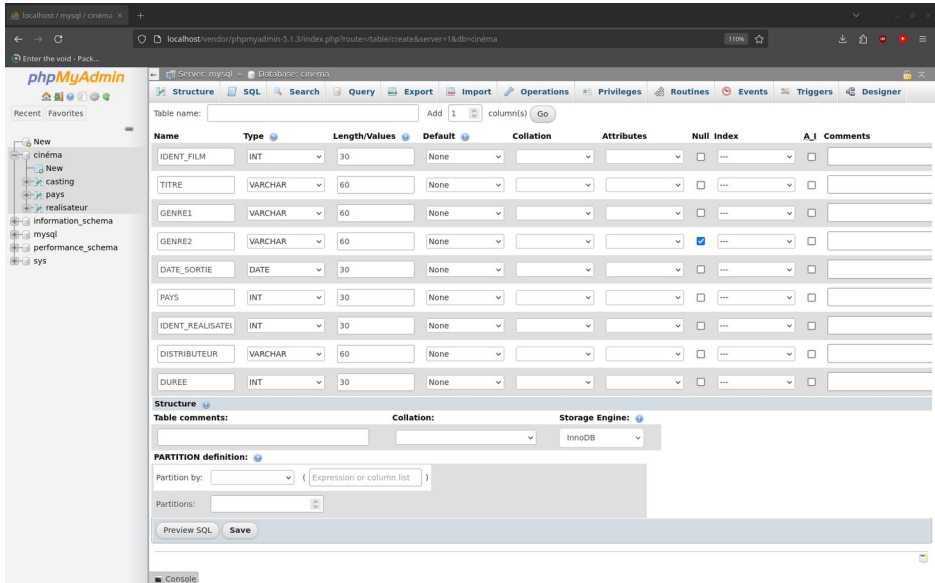 localhost / mysql / cinéma
localhost/vendor/phpmyadmin-5.1.3/index.php?route=/table/create&server=1&db=cinéma
110%
Enter the void - Pack...
phpMyAdmin
Recent Favorites
New
cinéma
New
casting
pays
realisateur
information_schema
mysql
performance_schema
sys
Server: mysql » Database: cinéma
Structure SQL Search Query Export Import Operations Privileges Routines Events Triggers Designer
Table name: Add 1 column(s) Go
Name Type Length/Values Default Collation Attributes Null Index A_I Comments
IDENT_FILM INT 30 None ---
TITRE VARCHAR 60 None ---
GENRE1 VARCHAR 60 None ---
GENRE2 VARCHAR 60 None ---
DATE_SORTIE DATE 30 None ---
PAYS INT 30 None ---
IDENT_REALISATEU INT 30 None ---
DISTRIBUTEUR VARCHAR 60 None ---
DUREE INT 30 None ---
Structure
Table comments: Collation: Storage Engine:
InnoDB
PARTITION definition:
Partition by: ( Expression or column list )
Partitions:
Preview SQL Save
Console